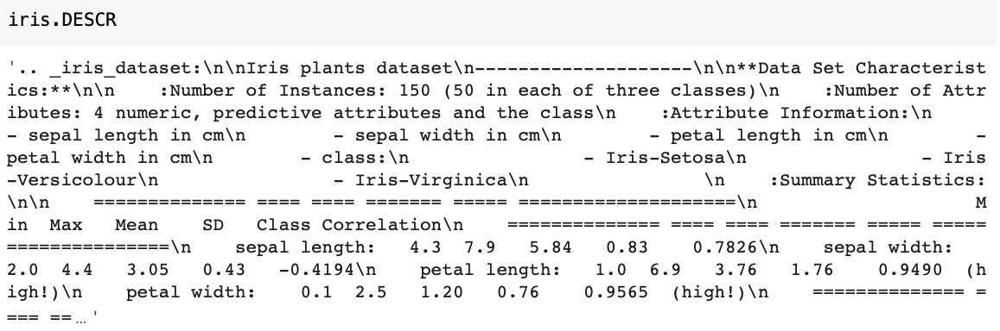 iris.DESCR
'.. _iris_dataset:\n\nIris plants dataset\n--------------------\n\n**Data Set Characterist
ics:**\n\n    :Number of Instances: 150 (50 in each of three classes)\n    :Number of Attr
ibutes: 4 numeric, predictive attributes and the class\n    :Attribute Information:\n
- sepal length in cm\n        - sepal width in cm\n        - petal length in cm\n        -
petal width in cm\n        - class:\n                - Iris-Setosa\n                - Iris
-Versicolour\n                - Iris-Virginica\n                \n    :Summary Statistics:
\n\n    ============== ==== ==== ======= ===== ====================\n                    M
in  Max   Mean    SD   Class Correlation\n    ============== ==== ==== ======= ===== =====
===============\n    sepal length:   4.3  7.9   5.84   0.83    0.7826\n    sepal width:
2.0  4.4   3.05   0.43   -0.4194\n    petal length:   1.0  6.9   3.76   1.76    0.9490  (h
igh!)\n    petal width:    0.1  2.5   1.20   0.76    0.9565  (high!)\n    ============== =
=== ==…'